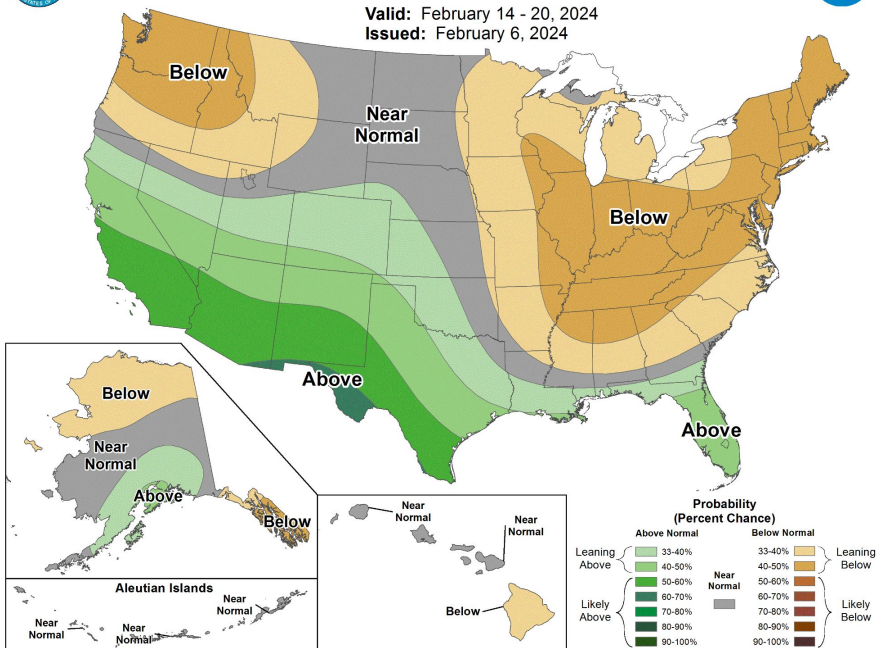 STATES OF
Valid: February 14 - 20, 2024
Issued: February 6, 2024
Below
Near
Normal
Below
Above
Above
Below
Near
Normal
Above
Below
Aleutian Islands
Near
Normal
Near
Normal
Near
Normal
Near
Normal
Near
Normal
Below
Probability
(Percent Chance)
Above Normal
Below Normal
Leaning
Above
33-40%
40-50%
Likely
Above
50-60%
60-70%
70-80%
80-90%
90-100%
Near
Normal
33-40%
40-50%
Leaning
Below
50-60%
60-70%
70-80%
80-90%
90-100%
Likely
Below